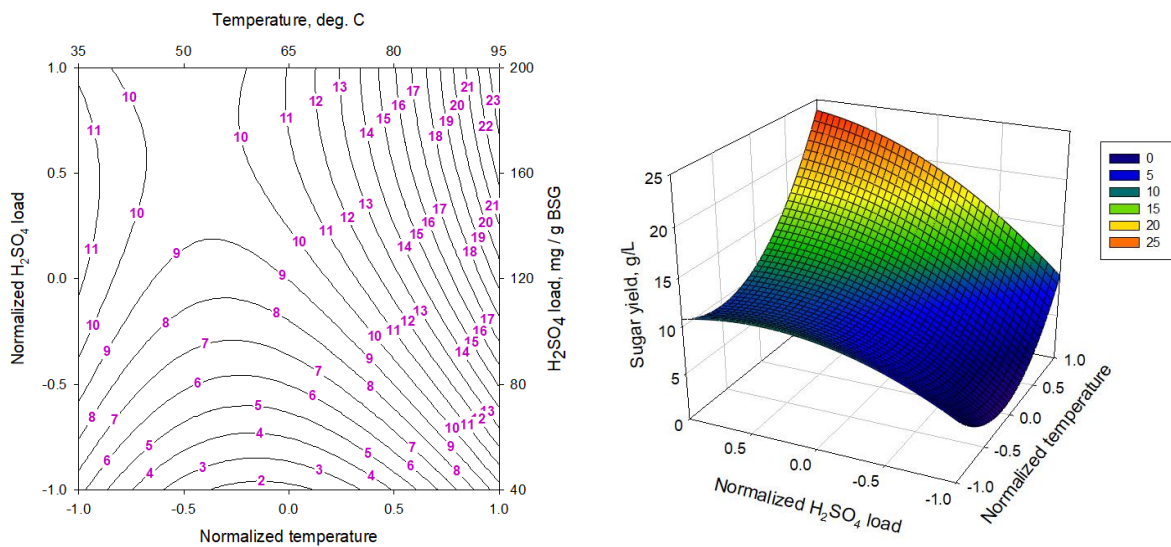 Temperature, deg. C
35 50 65 80 95
1.0 0.5 0.0 -0.5 -1.0
Normalized H2SO4 load
10 11 10 11 10 9 8 7 6 5 4 3 2
10 11 12 13 14 15 16 17 18 19 20 21 22 23
10 11 12 13 14 15 16 17 18 19 20 21
9 8 7 6 5 4 3
10 11 12 13 14 15 16 17
9 8 7 6 5 4
10 11 12 13
9 8
200 160 120 80 40
H2SO4 load, mg / g BSG
-1.0 -0.5 0.0 0.5 1.0
Normalized temperature
25
20
15
10
5
0
Sugar yield, g/L
0.5 0.0 -0.5 -1.0
Normalized H2SO4 load
-1.0 -0.5 0.0 0.5 1.0
Normalized temperature
0
5
10
15
20
25